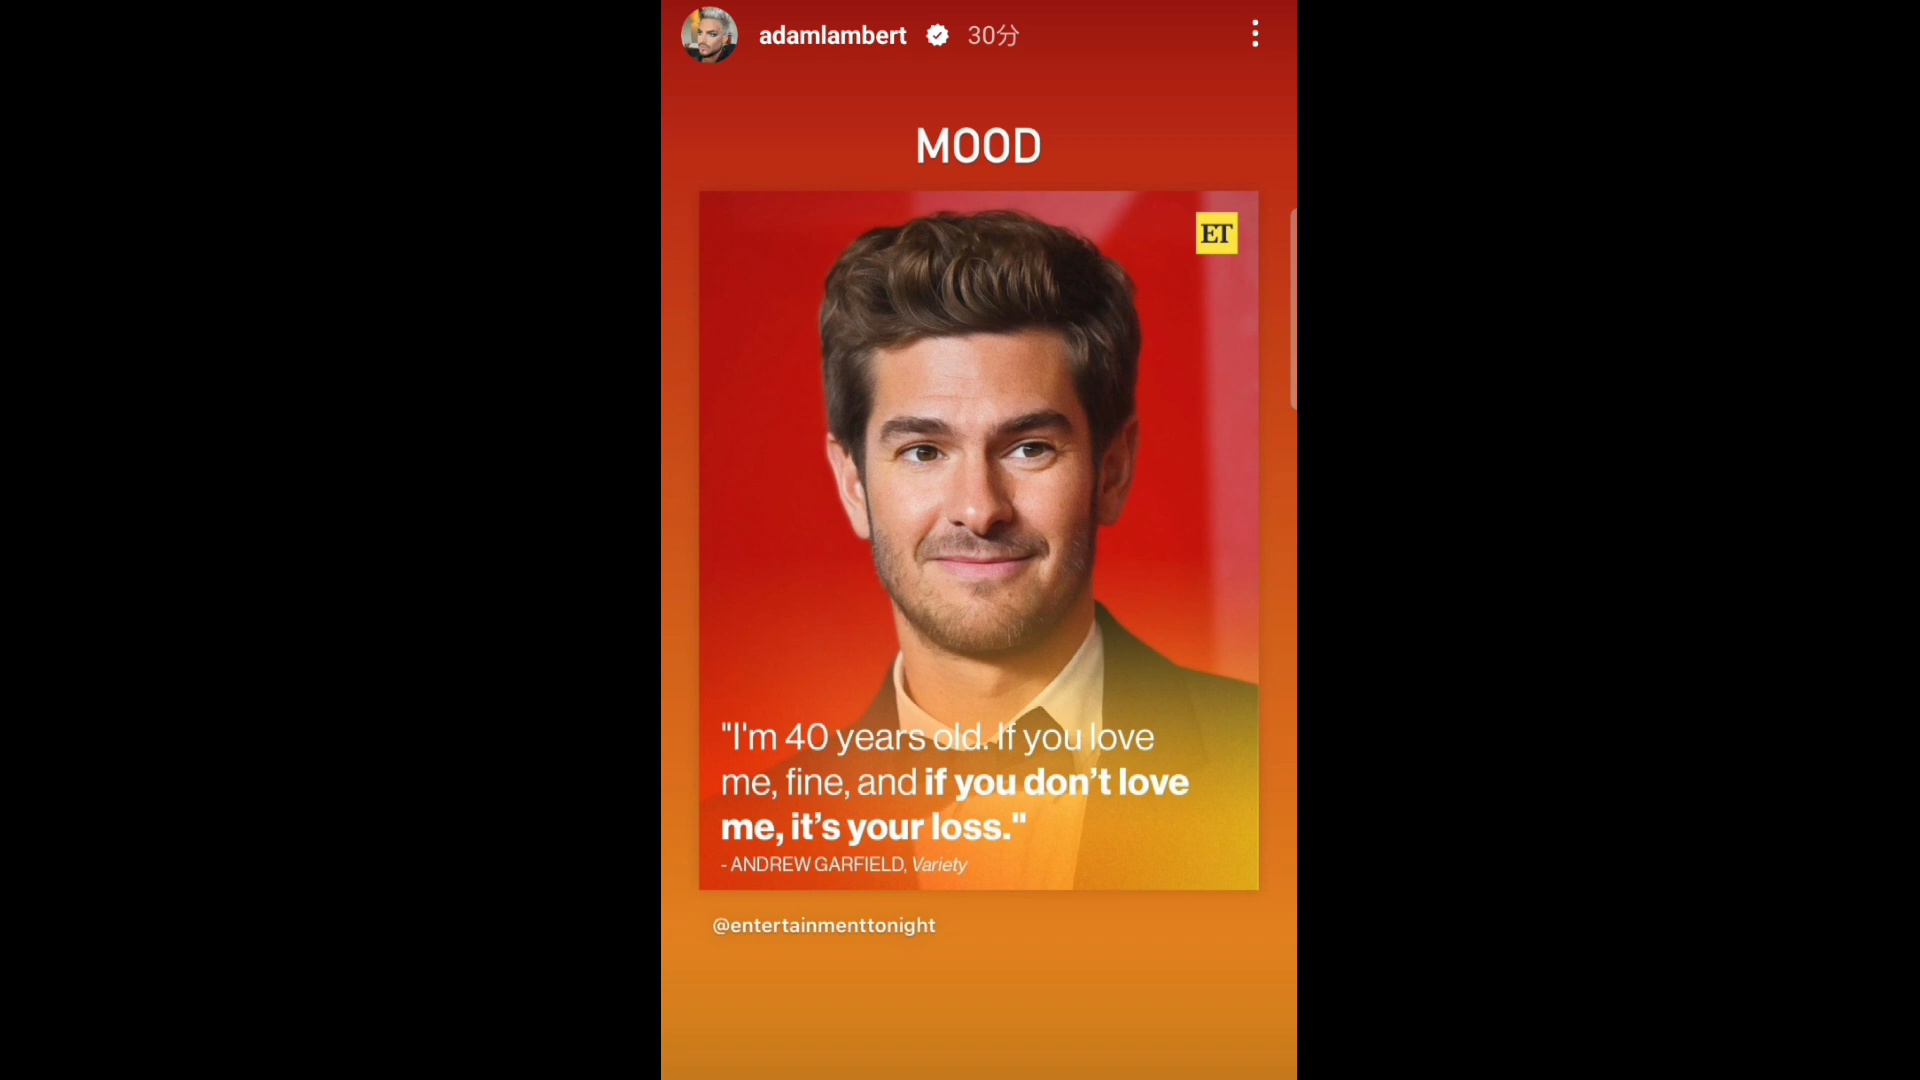 adamlambert 30分
MOOD
ET
"I'm 40 years old. If you love
me, fine, and if you don’t love
me, it’s your loss."
- ANDREW GARFIELD, Variety
@entertainmenttonight